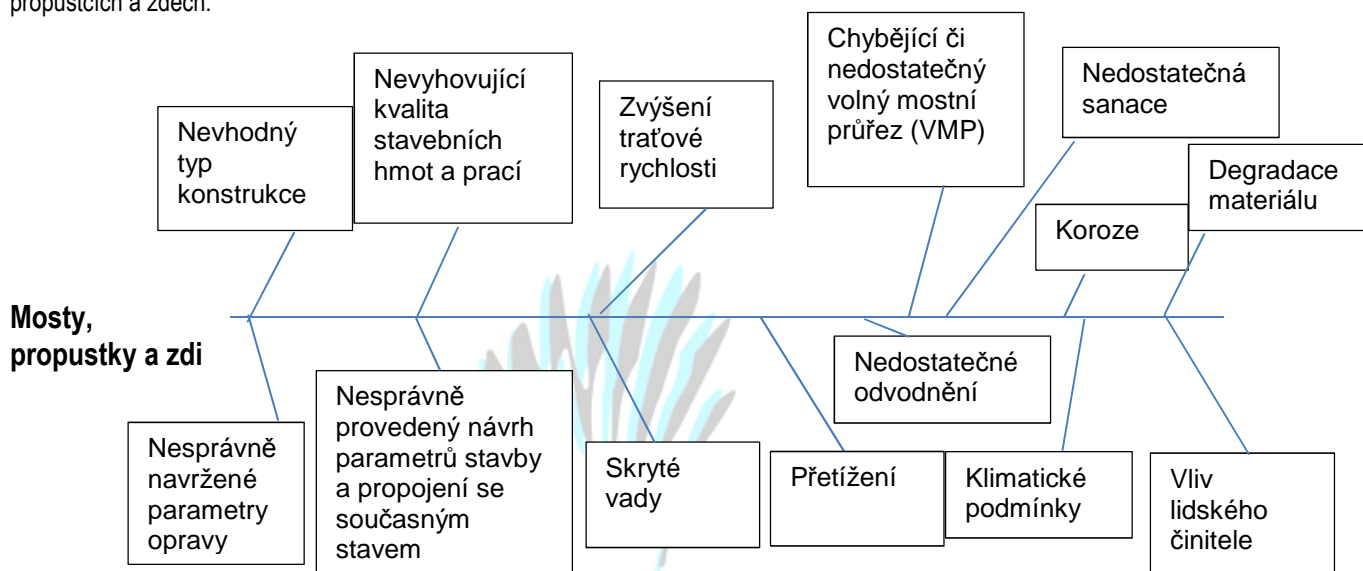 propustcích a zdech.
Nevhodný
typ
konstrukce
Nevyhovující
kvalita
stavebních
hmot a prací
Zvýšení
traťové
rychlosti
Chybějící či
nedostatečný
volný mostní
průřez (VMP)
Nedostatečná
sanace
Koroze
Degradace
materiálu
Mosty,
propustky a zdi
Nesprávně
navržené
parametry
opravy
Nesprávně
provedený návrh
parametrů stavby
a propojení se
současným
stavem
Skryté
vady
Přetížení
Nedostatečné
odvodnění
Klimatické
podmínky
Vliv
lidského
činitele